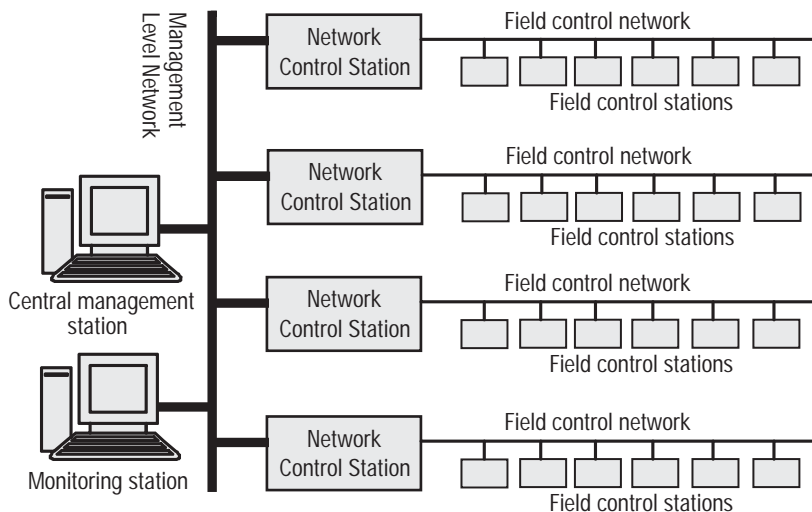 Management
Level Network
Network
Control Station
Field control network
Field control stations
Network
Control Station
Field control network
Field control stations
Central management
station
Network
Control Station
Field control network
Field control stations
Monitoring station
Network
Control Station
Field control network
Field control stations